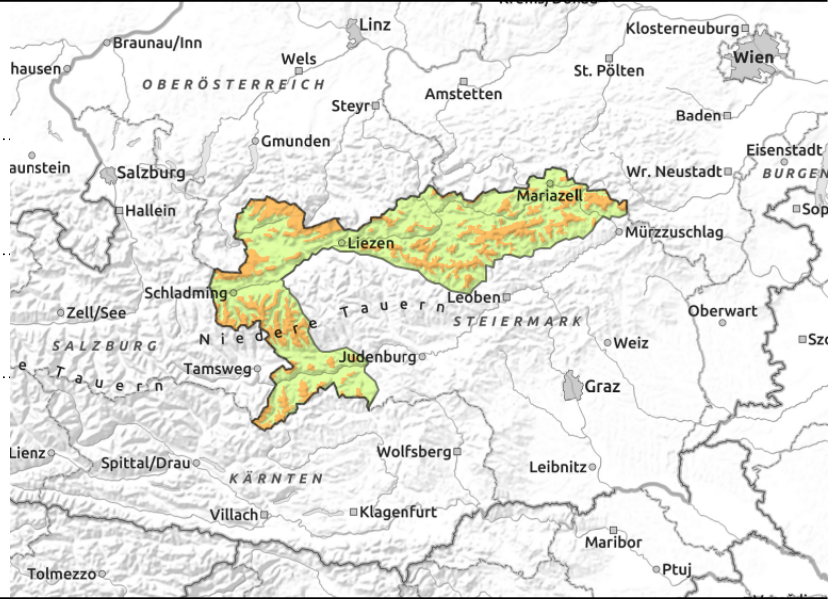 Linz
Braunau/Inn
Klosterneuburg
Wien
hausen
Wels
St. Pölten
OBERÖSTERREICH
Amstetten
Steyr
Baden
Gmunden
Eisenstadt
aunstein
Salzburg
Wr. Neustadt
BURGEN
Mariazell
Hallein
Sop
Mürzzuschlag
Liezen
Schladming
Leoben
Niedere Tauern
STEIERMARK
Zell/See
Oberwart
SALZBURG
Weiz
Szo
Judenburg
Tamsweg
e Tauern
Graz
Lienz
Spittal/Drau
Wolfsberg
Leibnitz
KÄRNTEN
Villach
Klagenfurt
Maribor
Ptuj
Tolmezzo